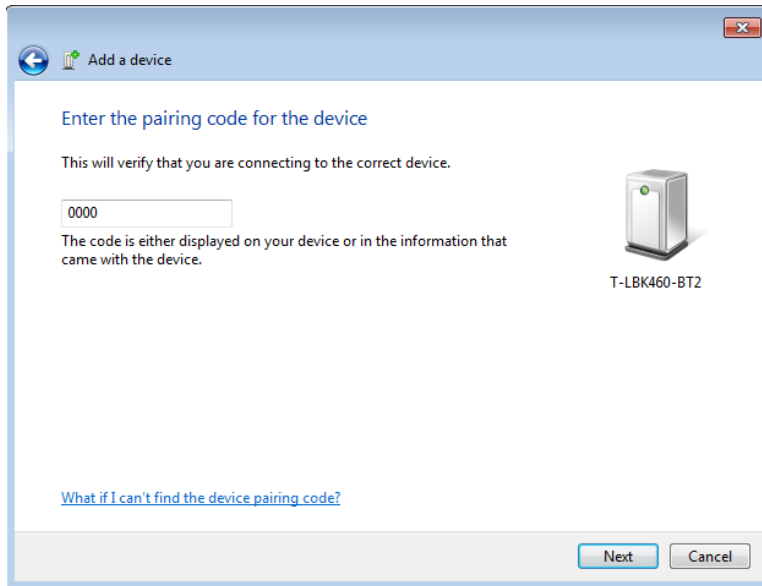 Add a device
Enter the pairing code for the device
This will verify that you are connecting to the correct device.
0000
The code is either displayed on your device or in the information that
came with the device.
T-LBK460-BT2
What if I can't find the device pairing code?
Next Cancel